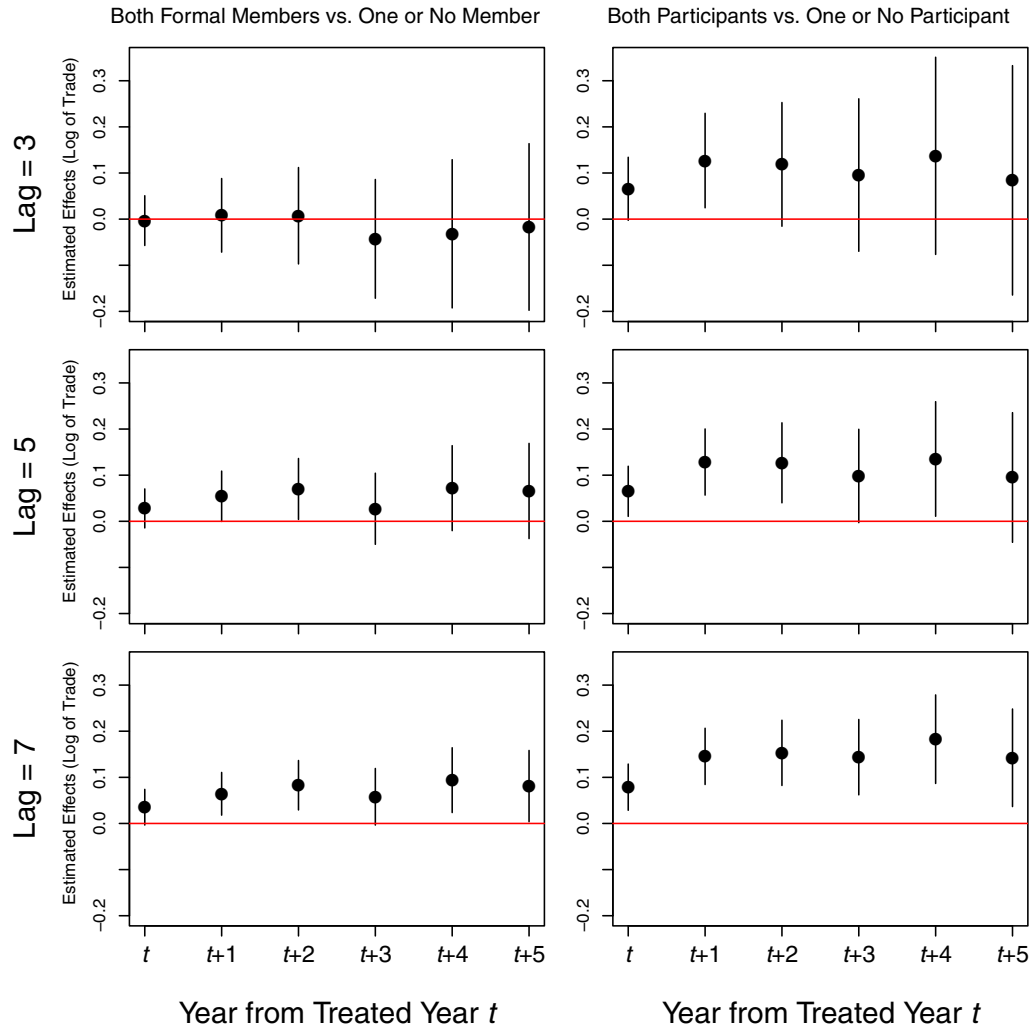 Both Formal Members vs. One or No Member
Both Participants vs. One or No Participant
Lag = 3
Estimated Effects (Log of Trade)
0.3
0.2
0.1
0.0
−0.2
0.3
0.2
0.1
0.0
−0.2
Lag = 5
Estimated Effects (Log of Trade)
0.3
0.2
0.1
0.0
−0.2
0.3
0.2
0.1
0.0
−0.2
Lag = 7
Estimated Effects (Log of Trade)
0.3
0.2
0.1
0.0
−0.2
0.3
0.2
0.1
0.0
−0.2
t t+1 t+2 t+3 t+4 t+5
t t+1 t+2 t+3 t+4 t+5
Year from Treated Year t
Year from Treated Year t